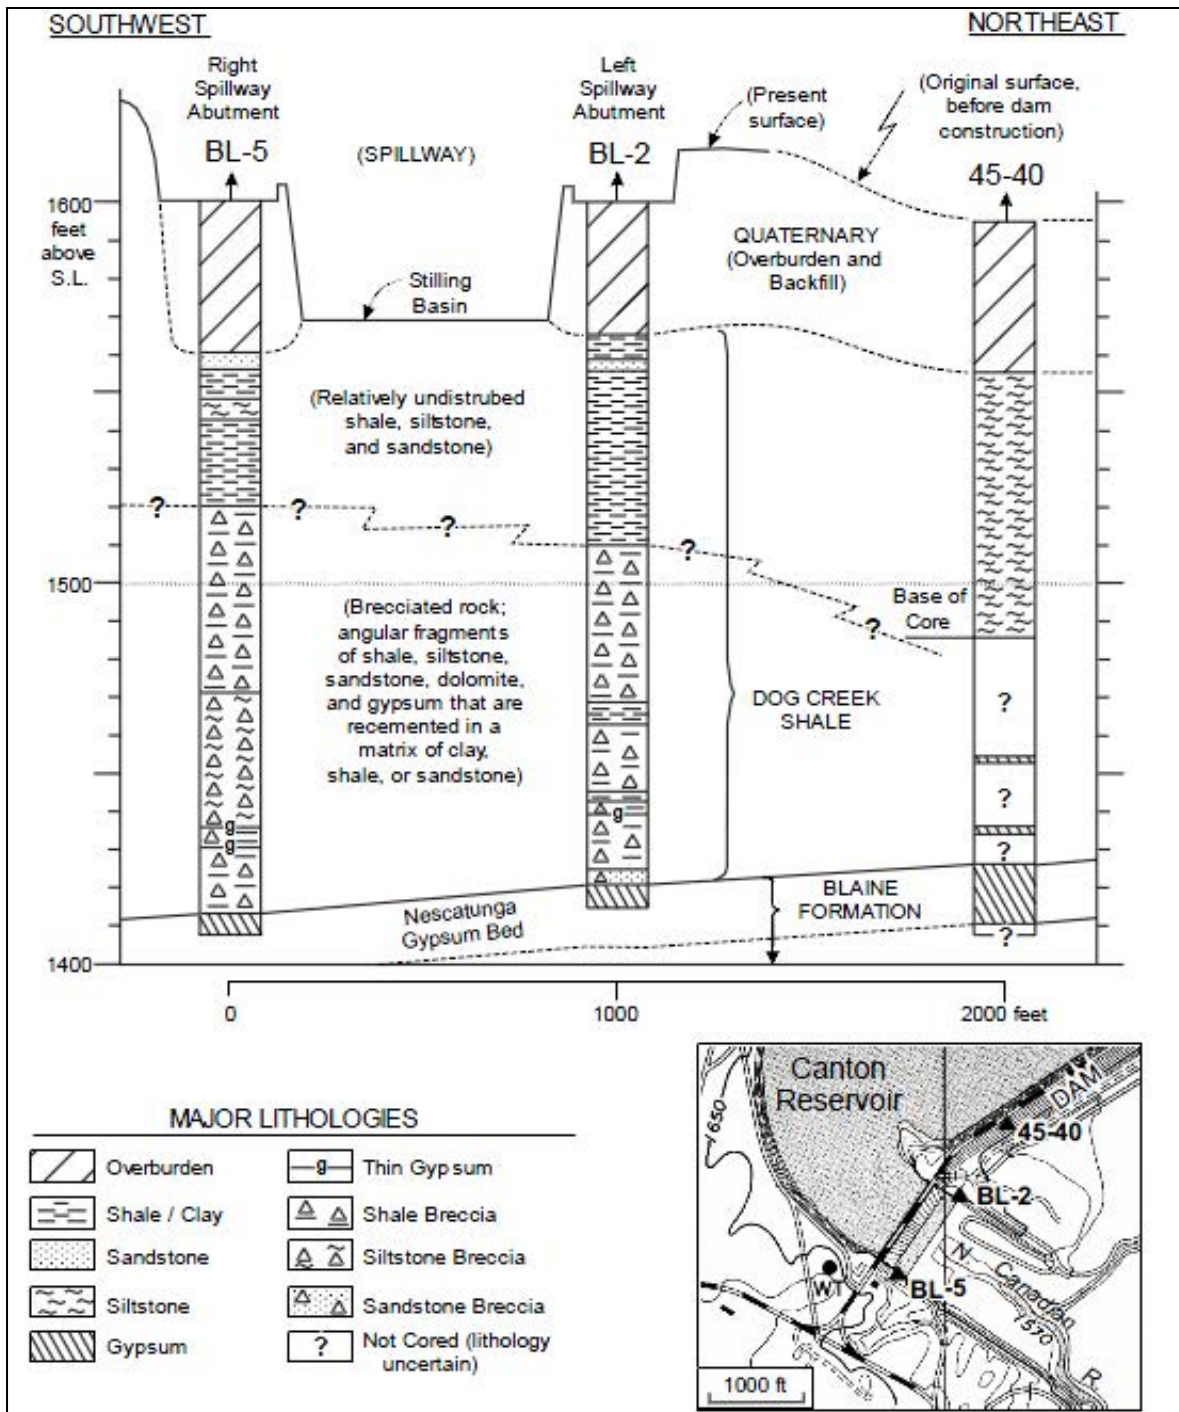 SOUTHWEST
NORTHEAST
Right
Spillway
Abutment
BL-5
(SPILLWAY)
Left
Spillway
Abutment
BL-2
(Present
surface)
(Original surface,
before dam
construction)
45-40
1600
feet
above
S.L.
Stilling
Basin
QUATERNARY
(Overburden and
Backfill)
(Relatively undistrubed
shale, siltstone,
and sandstone)
?
?
?
?
?
1500
Base of
Core
(Brecciated rock;
angular fragments
of shale, siltstone,
sandstone, dolomite,
and gypsum that are
recemented in a
matrix of clay,
shale, or sandstone)
DOG CREEK
SHALE
?
?
?
g
g
g
Nescatunga
Gypsum Bed
BLAINE
FORMATION
?
1400
0
1000
2000 feet
MAJOR LITHOLOGIES
Overburden
Shale / Clay
Sandstone
Siltstone
Gypsum
g Thin Gypsum
Shale Breccia
Siltstone Breccia
Sandstone Breccia
? Not Cored (lithology
uncertain)
Canton
Reservoir
1650
DAM
45-40
BL-2
BL-5
WT
N. Canadian
R.
1590
1000 ft